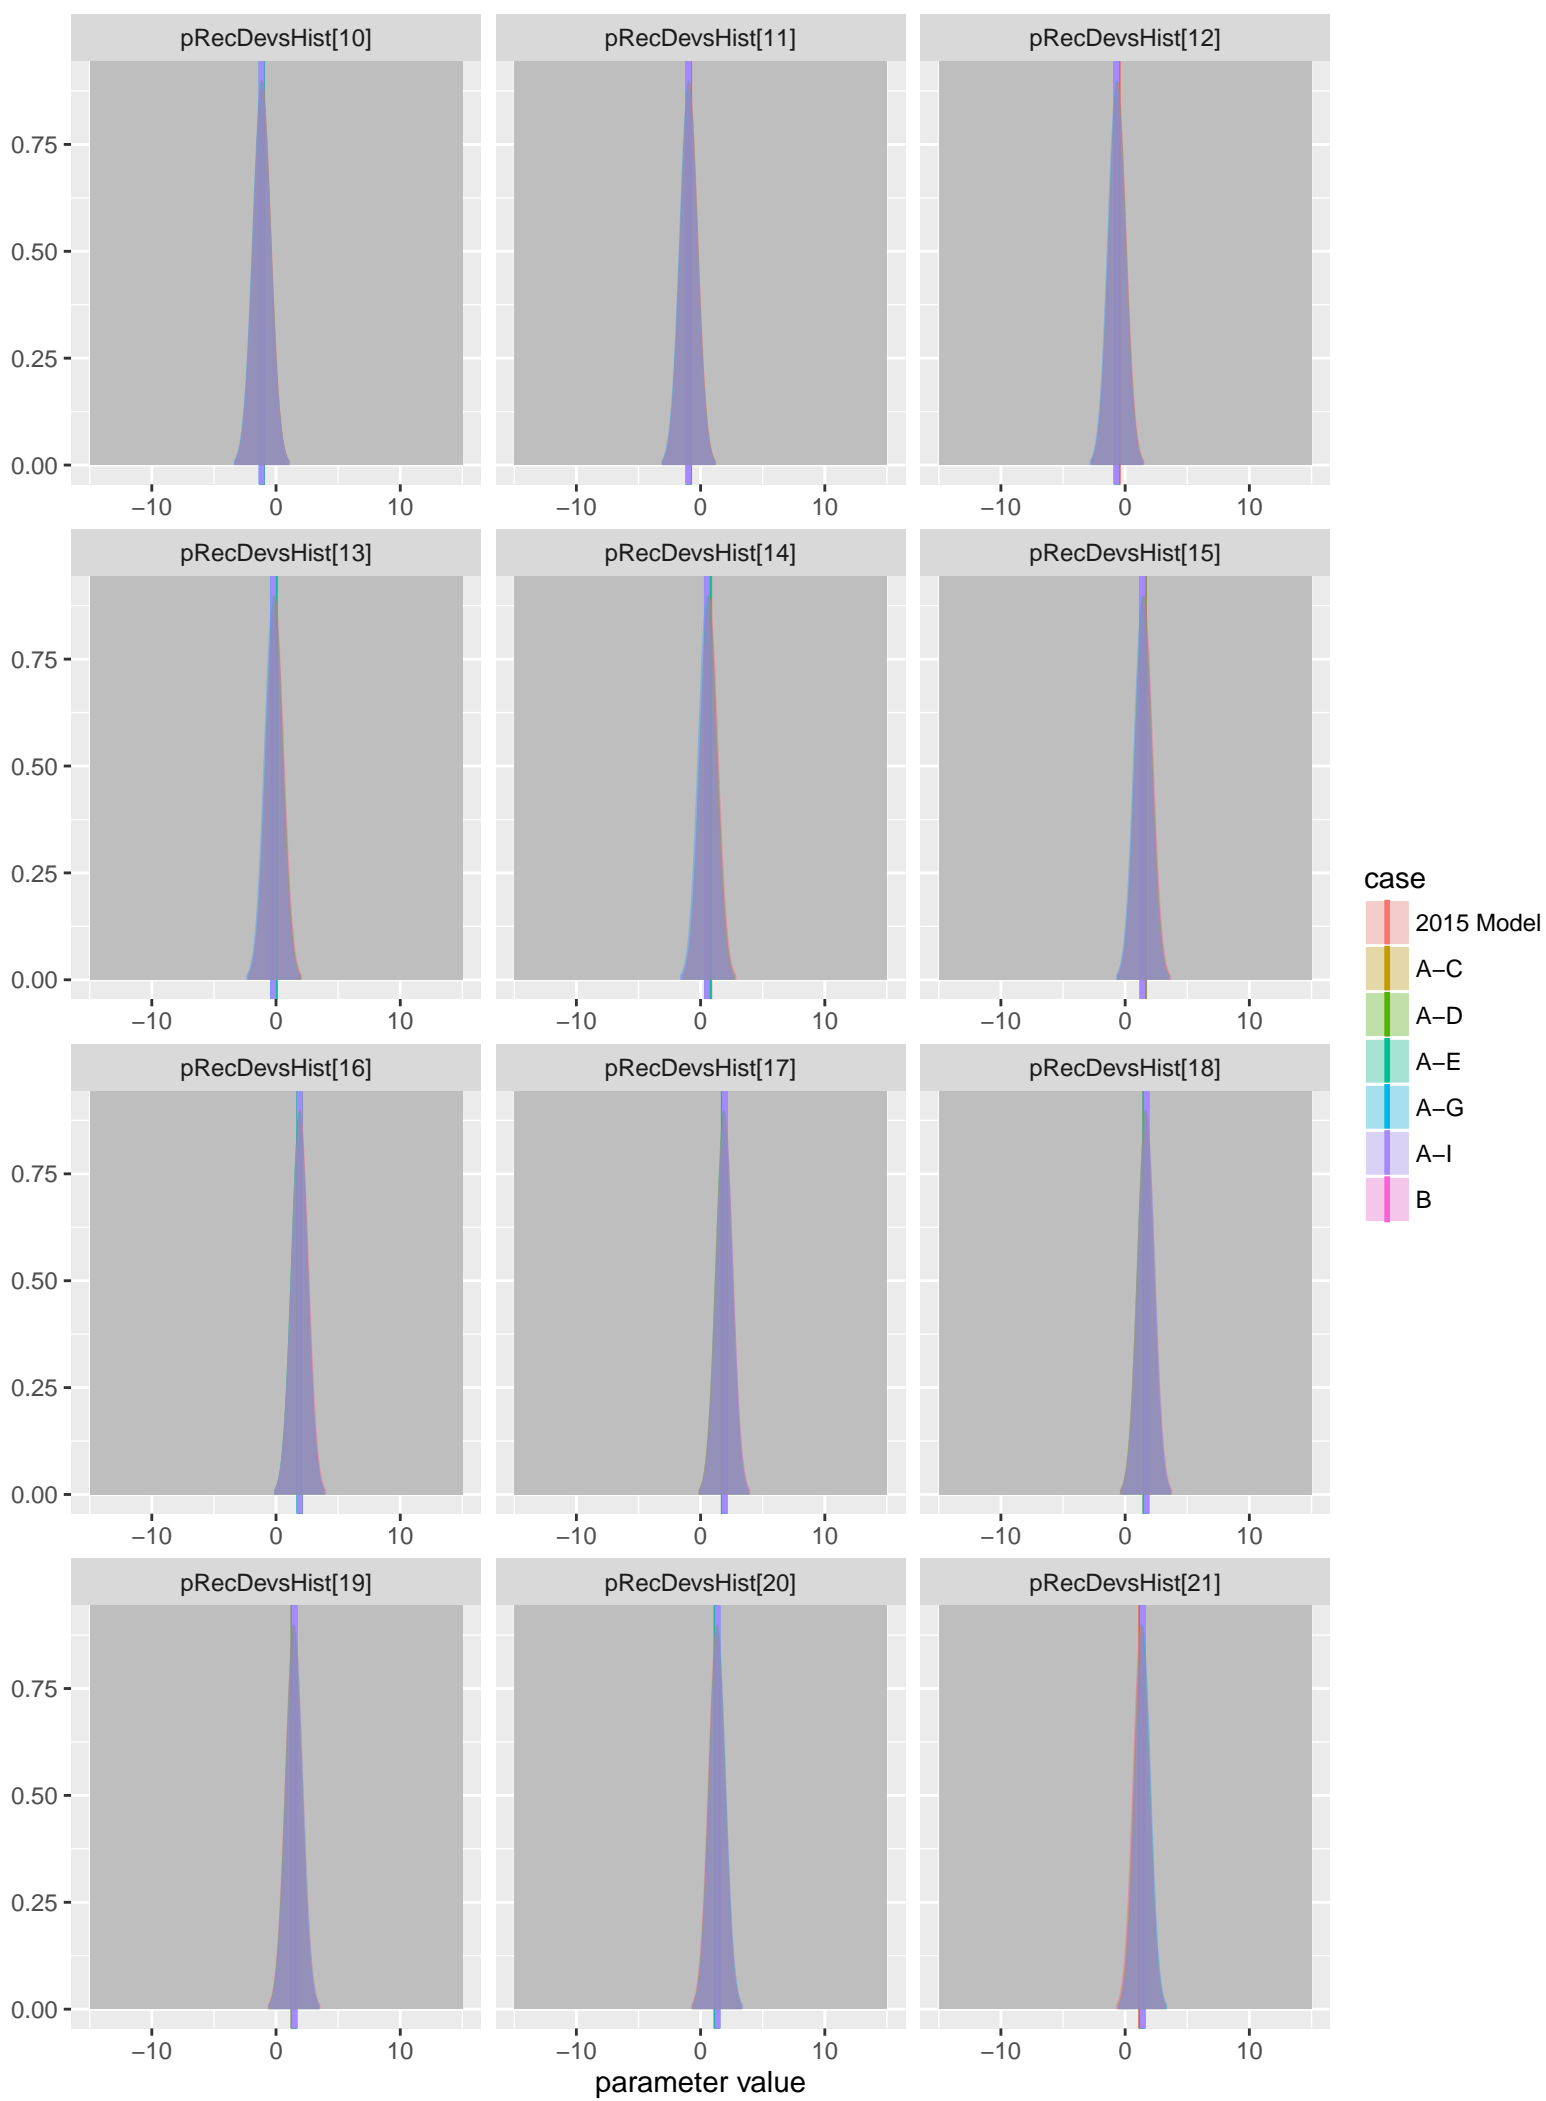 pRecDevsHist[10] pRecDevsHist[11] pRecDevsHist[12]
0.75
0.50
0.25
0.00
−10 0 10 −10 0 10 −10 0 10
pRecDevsHist[13] pRecDevsHist[14] pRecDevsHist[15]
0.75
0.50
0.25
0.00
−10 0 10 −10 0 10 −10 0 10
pRecDevsHist[16] pRecDevsHist[17] pRecDevsHist[18]
0.75
0.50
0.25
0.00
−10 0 10 −10 0 10 −10 0 10
pRecDevsHist[19] pRecDevsHist[20] pRecDevsHist[21]
0.75
0.50
0.25
0.00
−10 0 10 −10 0 10 −10 0 10
parameter value
case
2015 Model
A−C
A−D
A−E
A−G
A−I
B